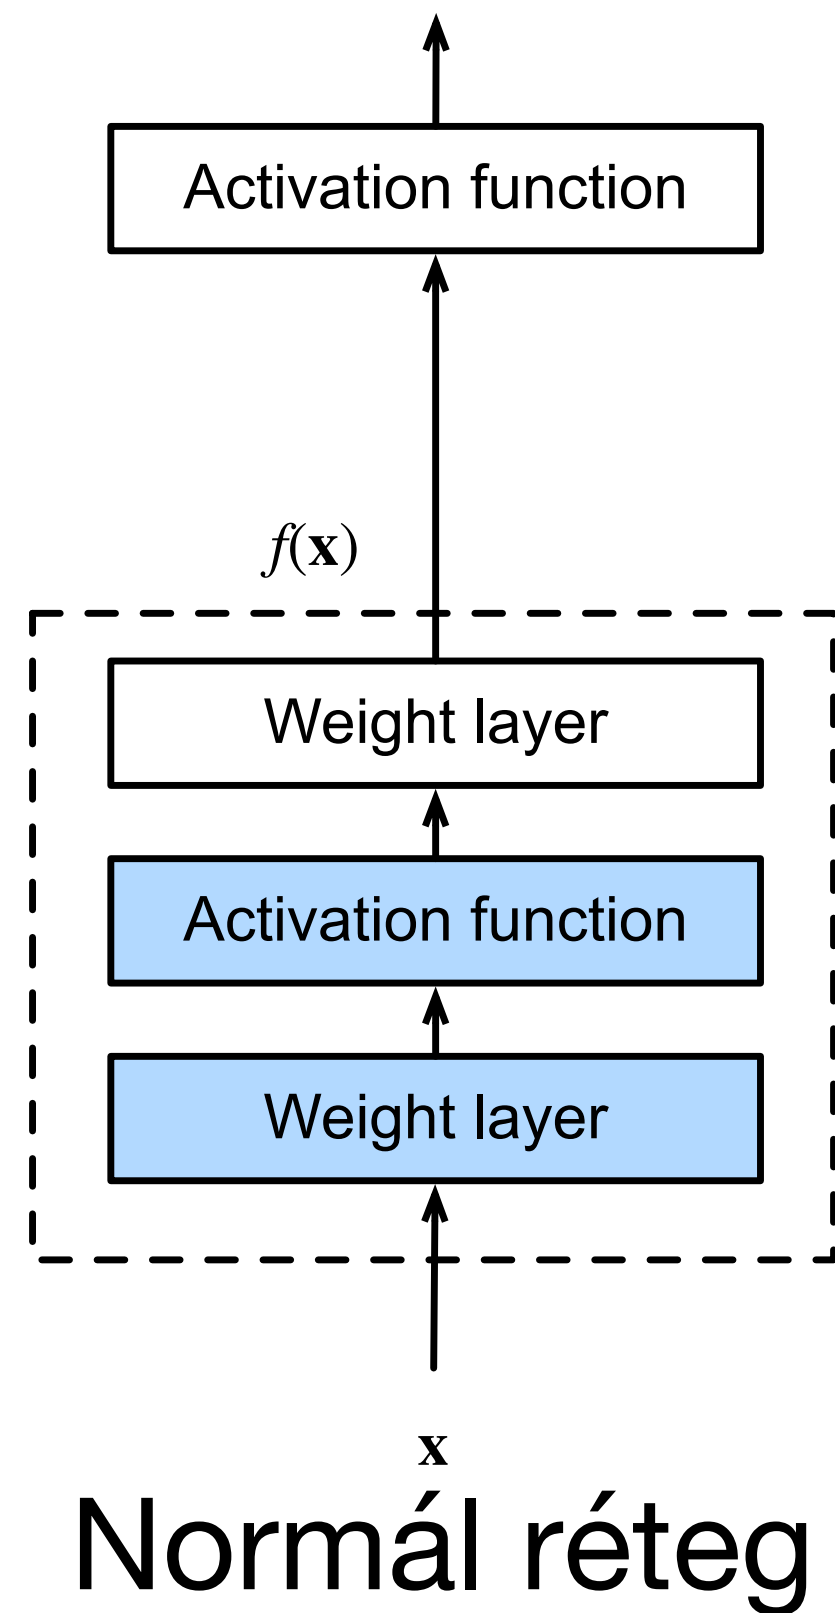 Activation function
f(x)
Weight layer
Activation function
Weight layer
x
Normál réteg